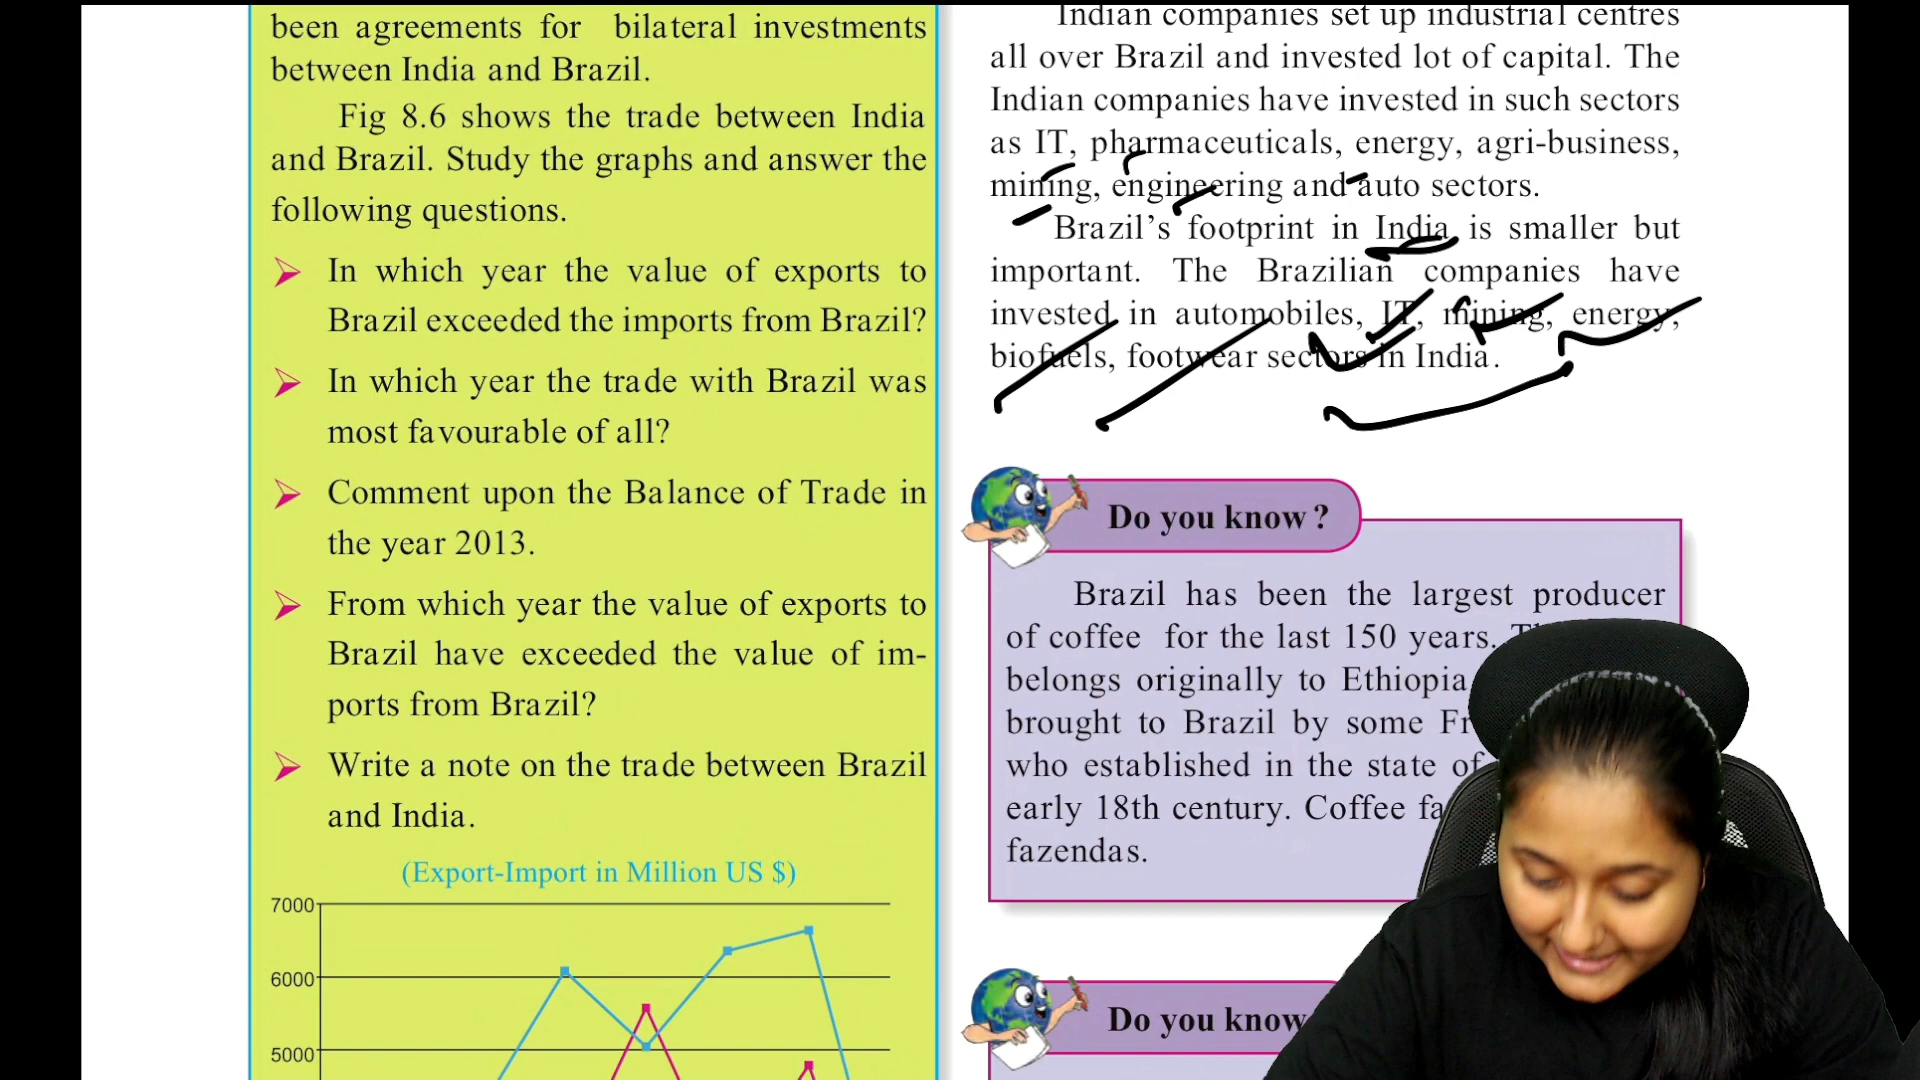 been agreements for bilateral investments
between India and Brazil.
Fig 8.6 shows the trade between India
and Brazil. Study the graphs and answer the
following questions.
In which year the value of exports to
Brazil exceeded the imports from Brazil?
In which year the trade with Brazil was
most favourable of all?
Comment upon the Balance of Trade in
the year 2013.
From which year the value of exports to
Brazil have exceeded the value of im-
ports from Brazil?
Write a note on the trade between Brazil
and India.
(Export-Import in Million US $)
7000
6000
5000
Indian companies set up industrial centres
all over Brazil and invested lot of capital. The
Indian companies have invested in such sectors
as IT, pharmaceuticals, energy, agri-business,
mining, engineering and auto sectors.
Brazil’s footprint in India is smaller but
important. The Brazilian companies have
invested in automobiles, IT, mining, energy,
biofuels, footwear sectors in India.
Do you know ?
Brazil has been the largest producer
of coffee for the last 150 years.
belongs originally to Ethiopia
brought to Brazil by some
who established in the state of
early 18th century. Coffee
fazendas.
Do you know